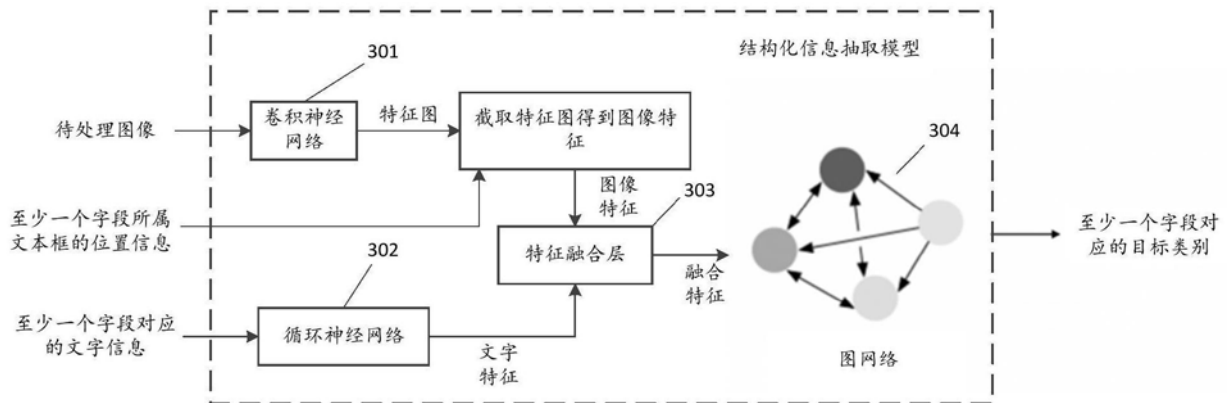 结构化信息抽取模型
301
待处理图像
卷积神经
网络
特征图
截取特征图得到图像特
征
304
至少一个字段所属
文本框的位置信息
图像
特征
303
特征融合层
融合
特征
至少一个字段对
应的目标类别
302
至少一个字段对应
的文字信息
循环神经网络
文字
特征
图网络